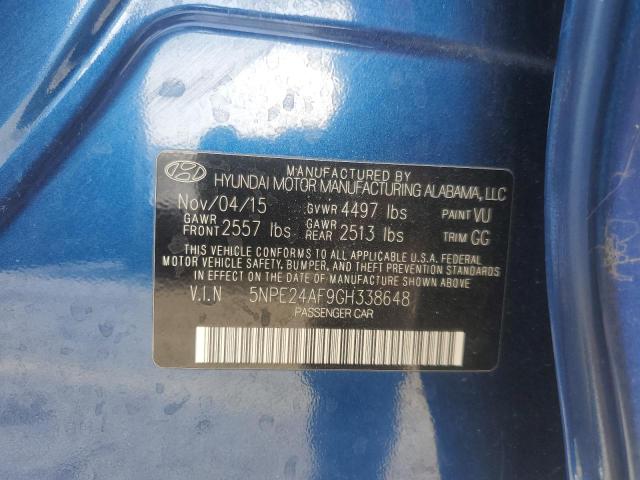 MANUFACTURED BY
HYUNDAI MOTOR MANUFACTURING ALABAMA, LLC
Nov/04/15 GVWR 4497 lbs PAINT VU
GAWR FRONT 2557 lbs GAWR REAR 2513 lbs TRIM GG
THIS VEHICLE CONFORMS TO ALL APPLICABLE U.S.A. FEDERAL
MOTOR VEHICLE SAFETY, BUMPER, AND THEFT PREVENTION
STANDARDS IN EFFECT ON THE DATE OF MANUFACTURE SHOWN ABOVE.
V.I.N 5NPE24AF9GH338648
PASSENGER CAR